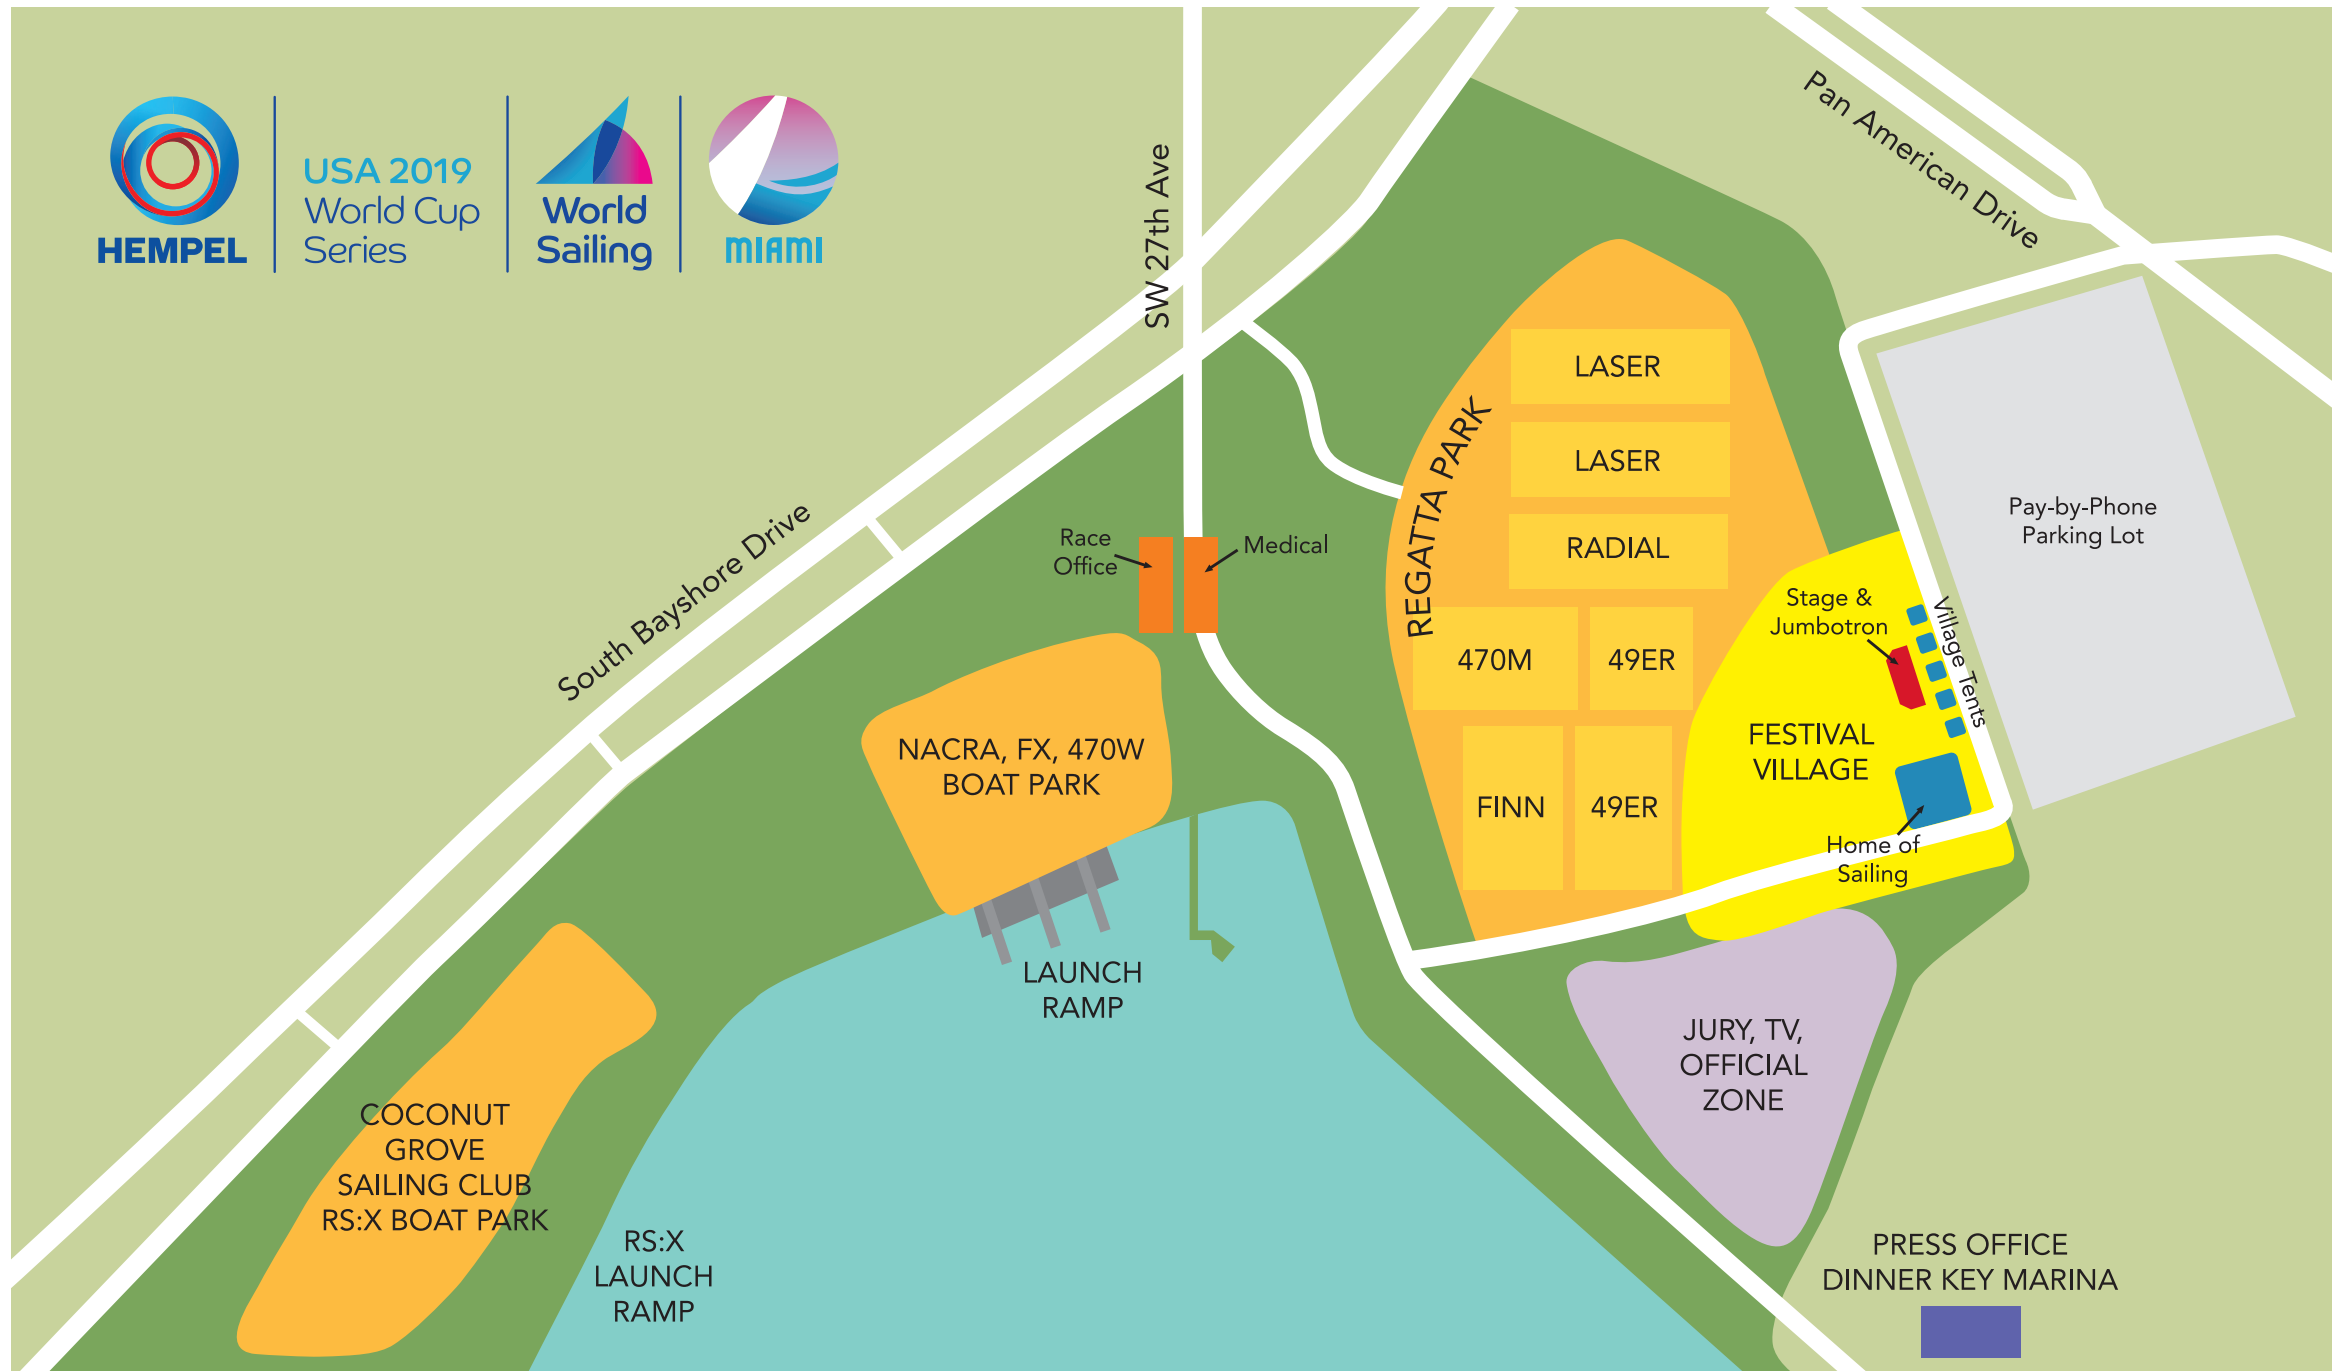 HEMPEL
USA 2019
World Cup
Series
World
Sailing
MIAMI
SW 27th Ave
Pan American Drive
South Bayshore Drive
REGATTA PARK
LASER
LASER
RADIAL
470M
49ER
FINN
49ER
Pay-by-Phone
Parking Lot
Race
Office
Medical
Stage &
Jumbotron
Village Tents
FESTIVAL
VILLAGE
Home of
Sailing
NACRA, FX, 470W
BOAT PARK
LAUNCH
RAMP
JURY, TV,
OFFICIAL
ZONE
COCONUT
GROVE
SAILING CLUB
RS:X BOAT PARK
RS:X
LAUNCH
RAMP
PRESS OFFICE
DINNER KEY MARINA